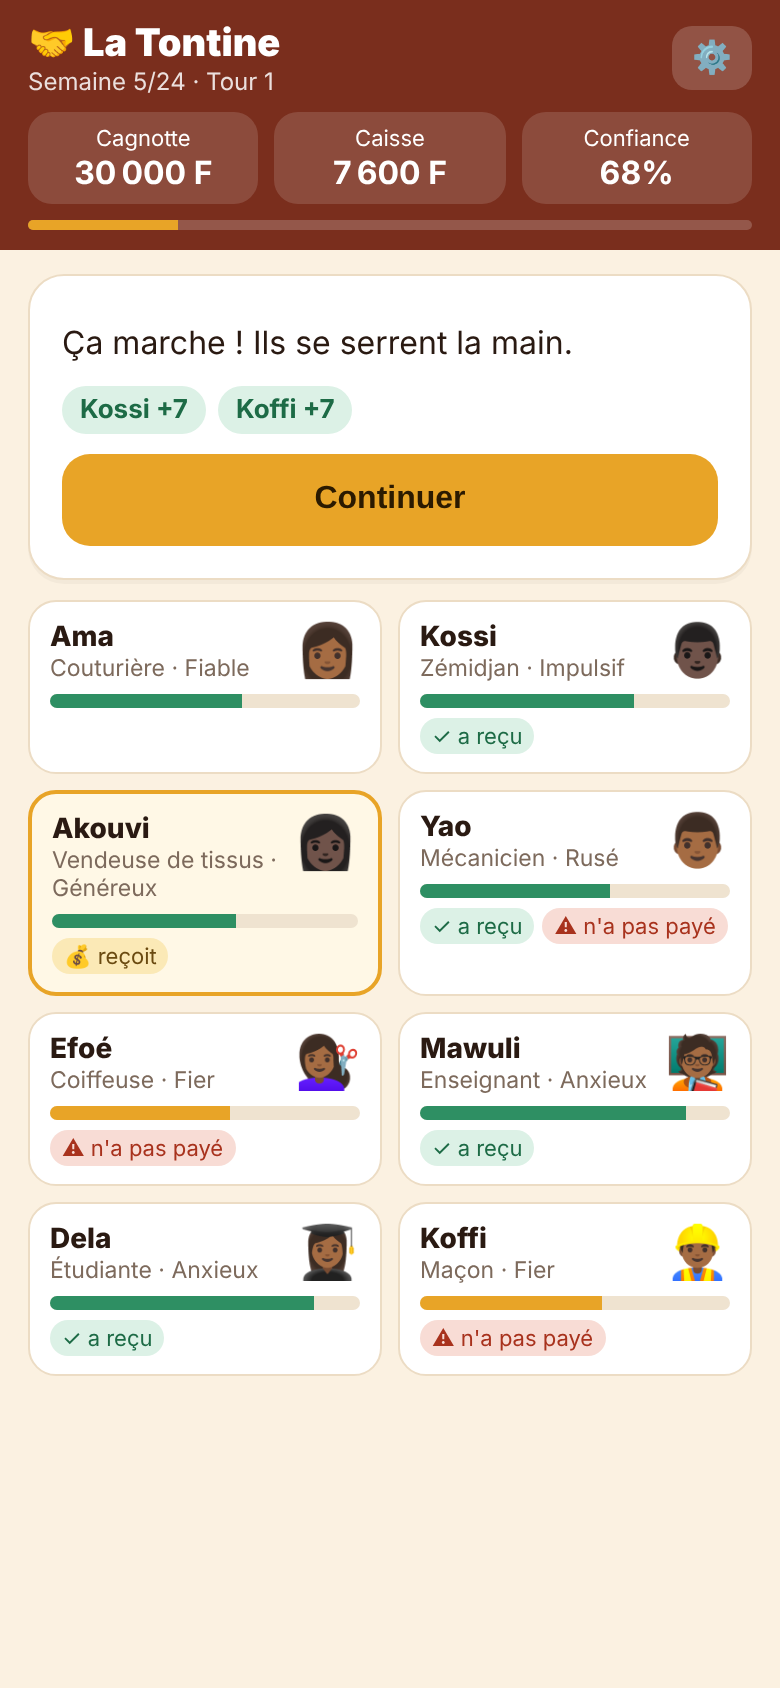 🤝 La Tontine
Semaine 5/24 · Tour 1
⚙️
Cagnotte
30 000 F
Caisse
7 600 F
Confiance
68%
Ça marche ! Ils se serrent la main.
Kossi +7
Koffi +7
Continuer
Ama
Couturière · Fiable
Kossi
Zémidjan · Impulsif
✓ a reçu
Akouvi
Vendeuse de tissus ·
Généreux
💰 reçoit
Yao
Mécanicien · Rusé
✓ a reçu
⚠ n'a pas payé
Efoé
Coiffeuse · Fier
⚠ n'a pas payé
Mawuli
Enseignant · Anxieux
✓ a reçu
Dela
Étudiante · Anxieux
✓ a reçu
Koffi
Maçon · Fier
⚠ n'a pas payé